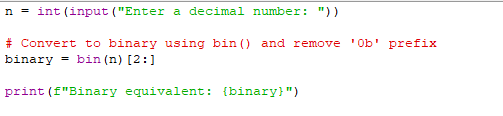 n = int(input("Enter a decimal number: "))
# Convert to binary using bin() and remove '0b' prefix
binary = bin(n)[2:]
print(f"Binary equivalent: {binary}")